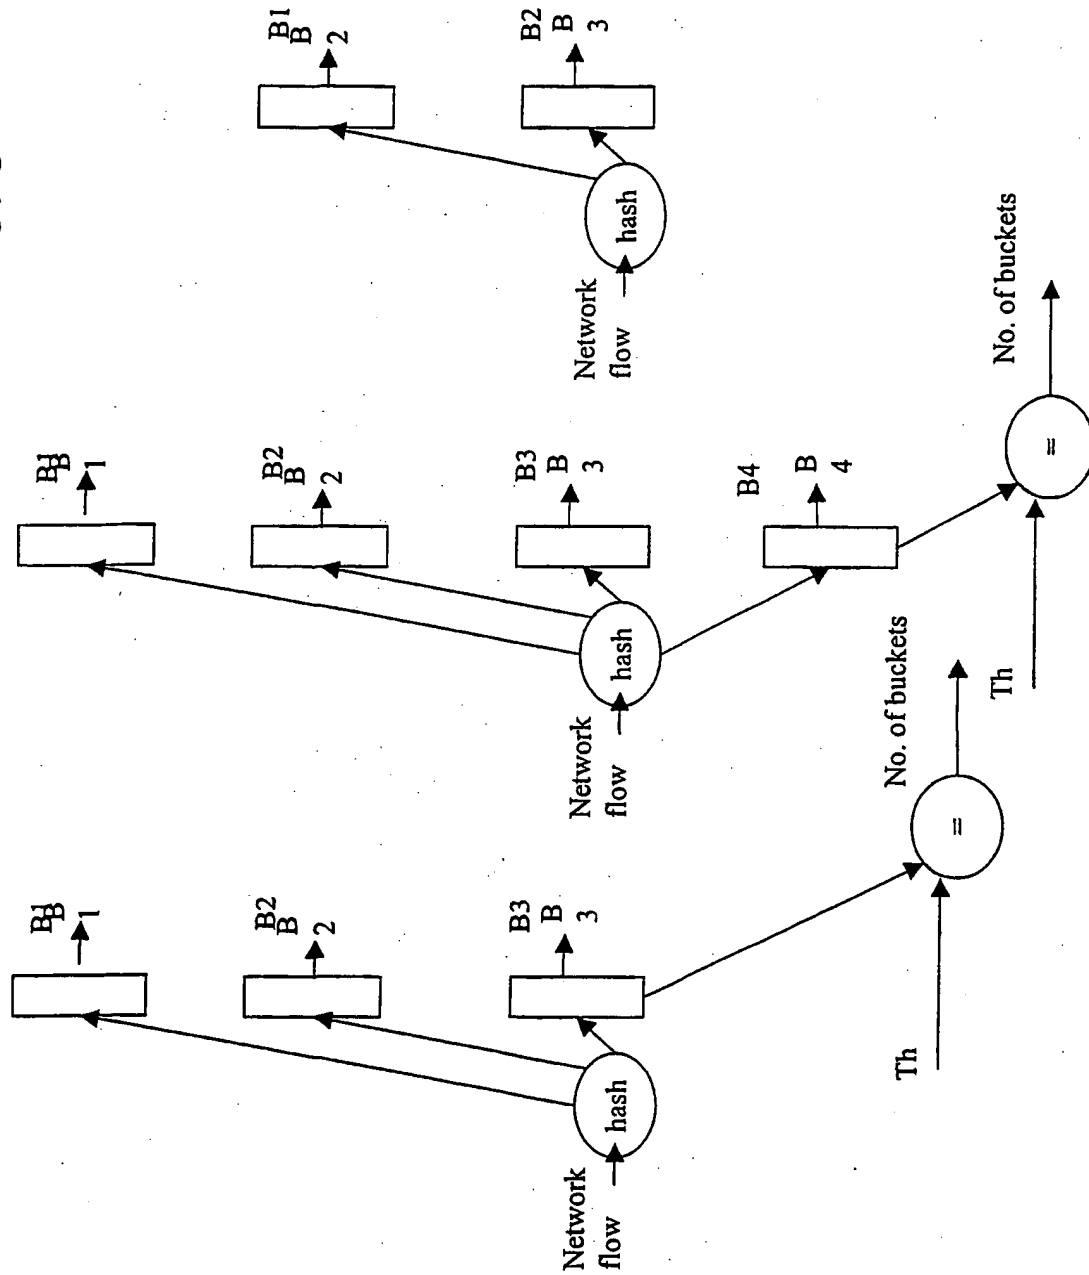 B1
B
1
B2
B
2
B3
B
3
Network
flow
hash
Th
=
No. of buckets
B1
B
1
B2
B
2
B3
B
3
B4
B
4
Network
flow
hash
Th
=
No. of buckets
B1
B
2
B2
B
3
Network
flow
hash